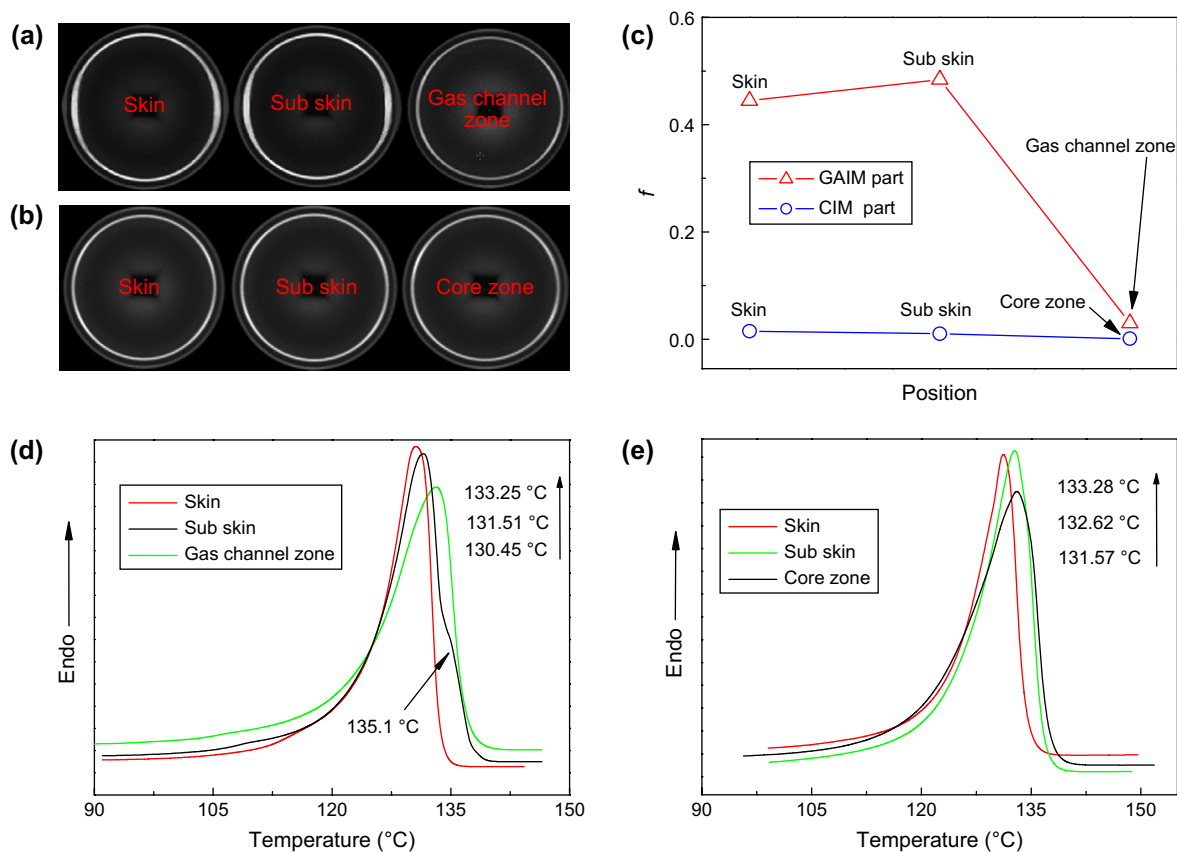 (a)
Skin
Sub skin
Gas channel
zone
(b)
Skin
Sub skin
Core zone
(c)
0.6
0.4
0.2
0.0
f
Skin
Sub skin
Gas channel zone
GAIM part
CIM part
Core zone
Skin
Sub skin
Position
(d)
Skin
Sub skin
Gas channel zone
133.25 °C
131.51 °C
130.45 °C
135.1 °C
Endo
90 105 120 135 150
Temperature (°C)
(e)
Skin
Sub skin
Core zone
133.28 °C
132.62 °C
131.57 °C
Endo
90 105 120 135 150
Temperature (°C)